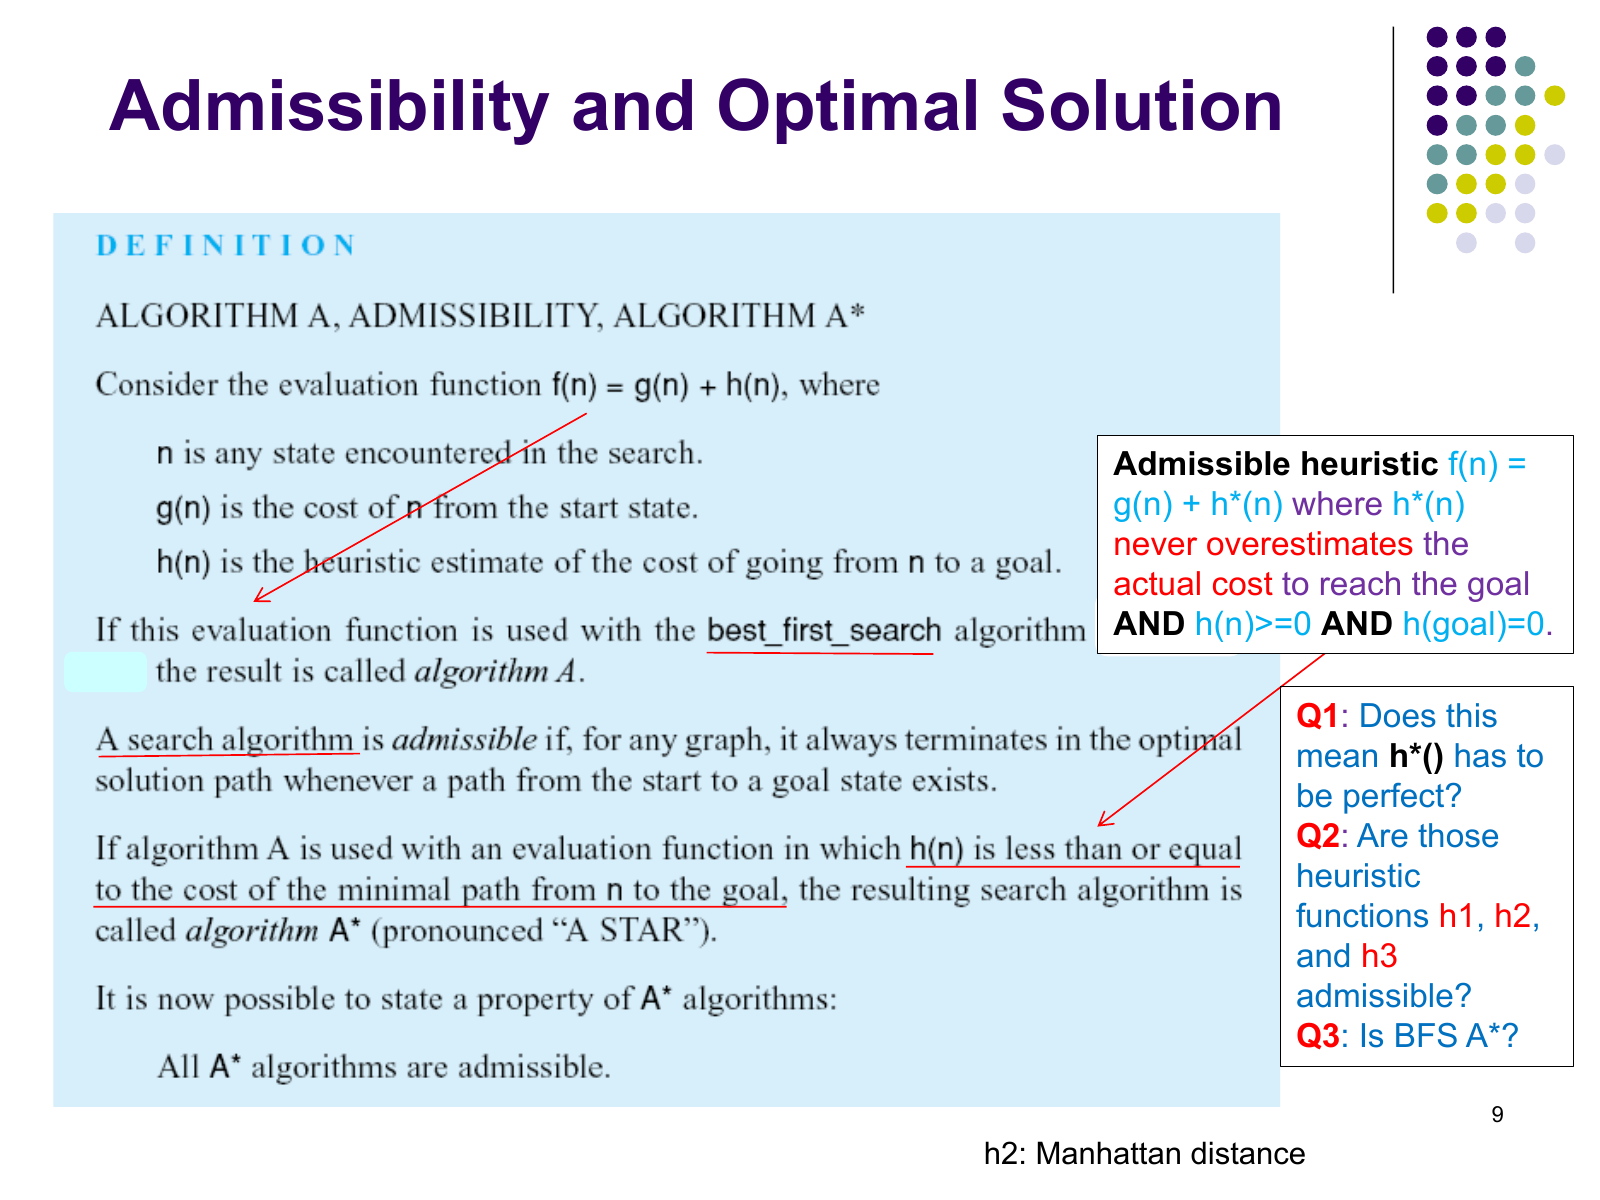 Admissibility and Optimal Solution
DEFINITION
ALGORITHM A, ADMISSIBILITY, ALGORITHM A*
Consider the evaluation function f(n) = g(n) + h(n), where
n is any state encountered in the search.
g(n) is the cost of n from the start state.
h(n) is the heuristic estimate of the cost of going from n to a goal.
If this evaluation function is used with the best_first_search algorithm
the result is called algorithm A.
A search algorithm is admissible if, for any graph, it always terminates in the optimal
solution path whenever a path from the start to a goal state exists.
If algorithm A is used with an evaluation function in which h(n) is less than or equal
to the cost of the minimal path from n to the goal, the resulting search algorithm is
called algorithm A* (pronounced “A STAR”).
It is now possible to state a property of A* algorithms:
All A* algorithms are admissible.
Admissible heuristic f(n) =
g(n) + h*(n) where h*(n)
never overestimates the
actual cost to reach the goal
AND h(n)>=0 AND h(goal)=0.
Q1: Does this
mean h*() has to
be perfect?
Q2: Are those
heuristic
functions h1, h2,
and h3
admissible?
Q3: Is BFS A*?
9
h2: Manhattan distance